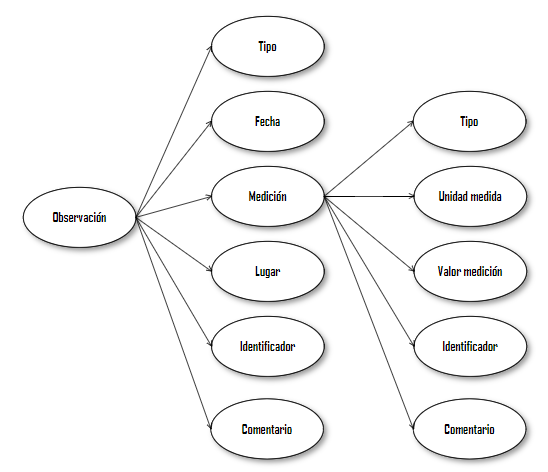 Tipo
Fecha
Tipo
Medición
Unidad medida
Observación
Lugar
Valor medición
Identificador
Identificador
Comentario
Comentario